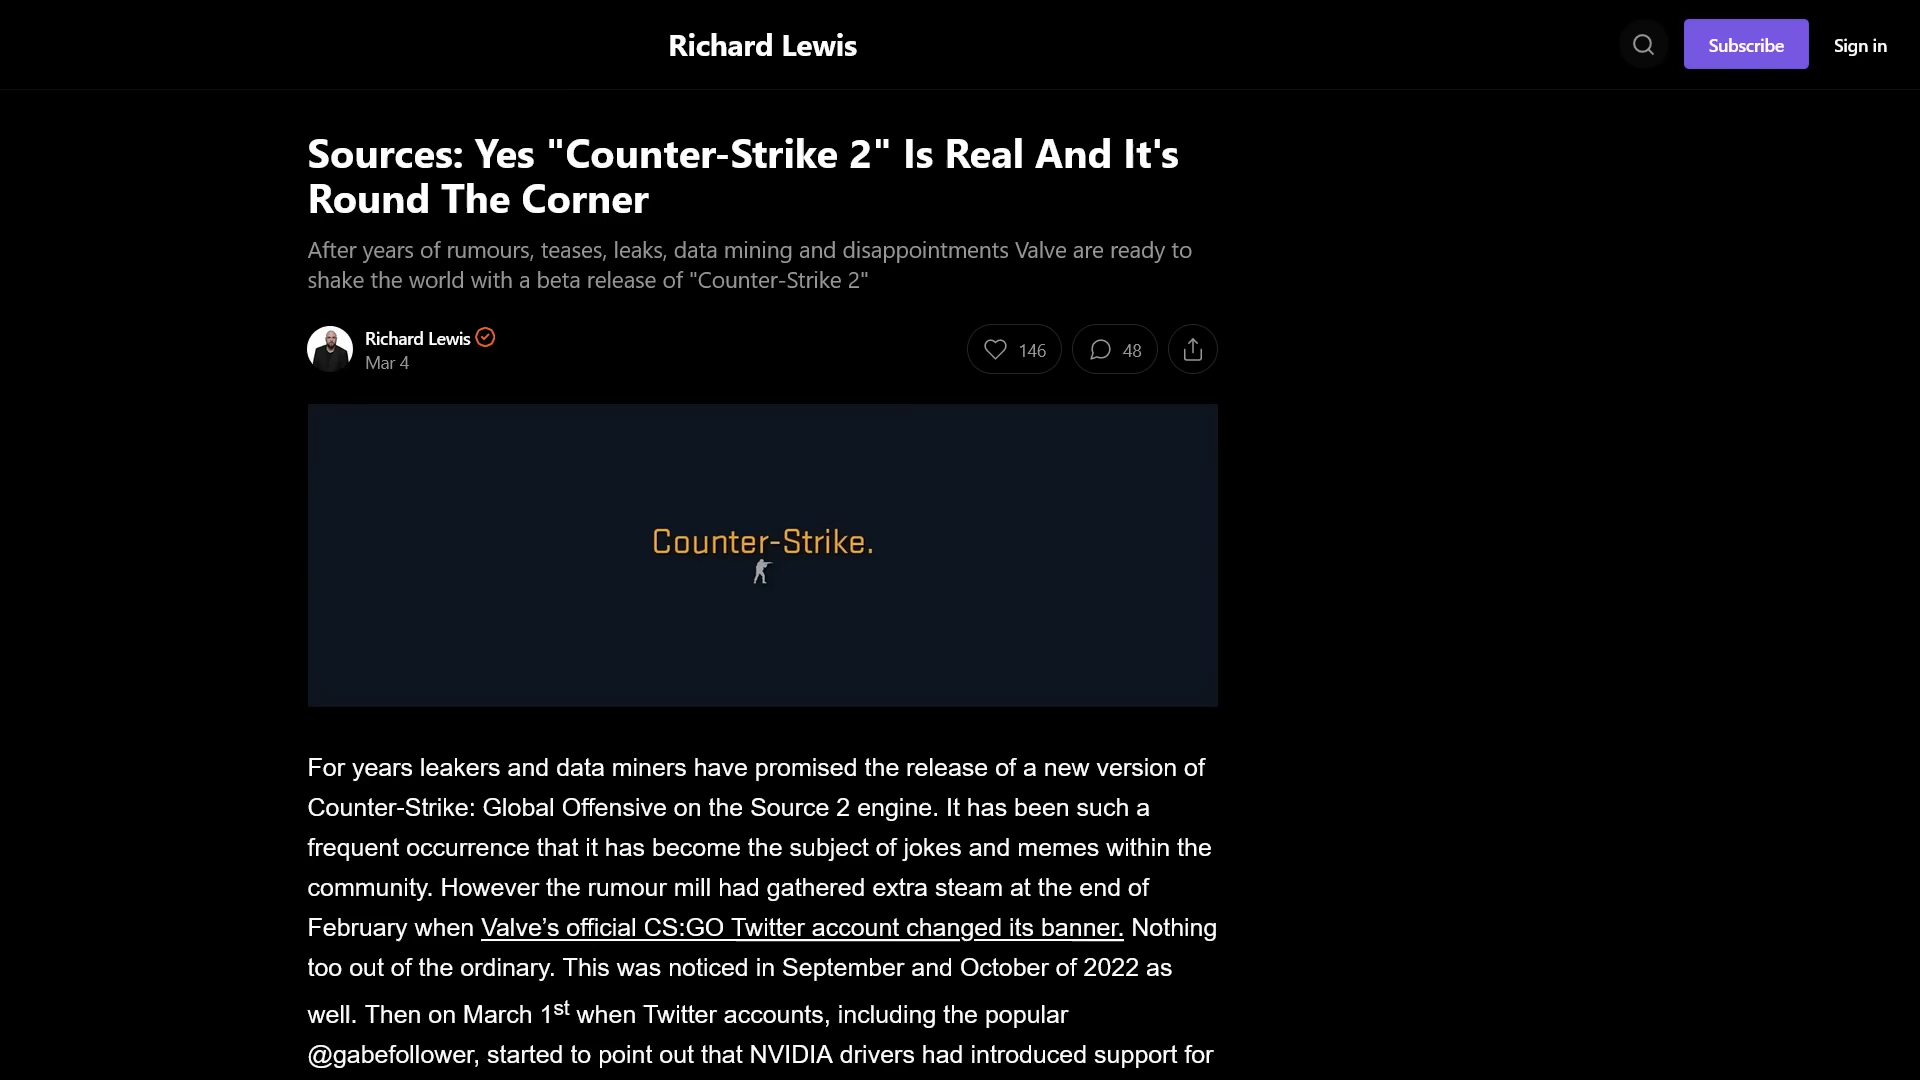 Richard Lewis
Subscribe
Sign in
Sources: Yes "Counter-Strike 2" Is Real And It's
Round The Corner
After years of rumours, teases, leaks, data mining and disappointments Valve are ready to
shake the world with a beta release of "Counter-Strike 2"
Richard Lewis
Mar 4
146
48
Counter-Strike.
For years leakers and data miners have promised the release of a new version of
Counter-Strike: Global Offensive on the Source 2 engine. It has been such a
frequent occurrence that it has become the subject of jokes and memes within the
community. However the rumour mill had gathered extra steam at the end of
February when Valve’s official CS:GO Twitter account changed its banner. Nothing
too out of the ordinary. This was noticed in September and October of 2022 as
well. Then on March 1st when Twitter accounts, including the popular
@gabefollower, started to point out that NVIDIA drivers had introduced support for